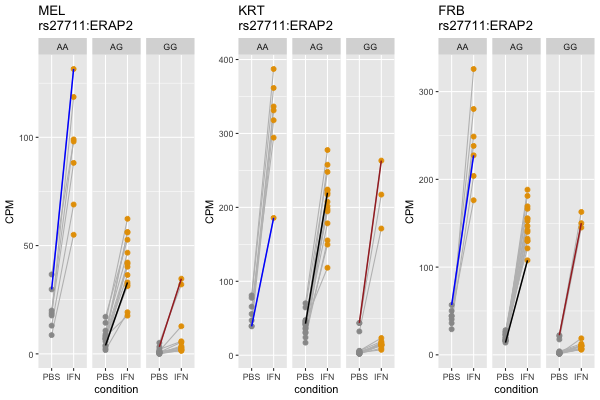 MEL
rs27711:ERAP2
AA AG GG
CPM
100
50
0
PBS IFN PBS IFN PBS IFN
condition
KRT
rs27711:ERAP2
AA AG GG
CPM
400
300
200
100
0
PBS IFN PBS IFN PBS IFN
condition
FRB
rs27711:ERAP2
AA AG GG
CPM
300
200
100
0
PBS IFN PBS IFN PBS IFN
condition